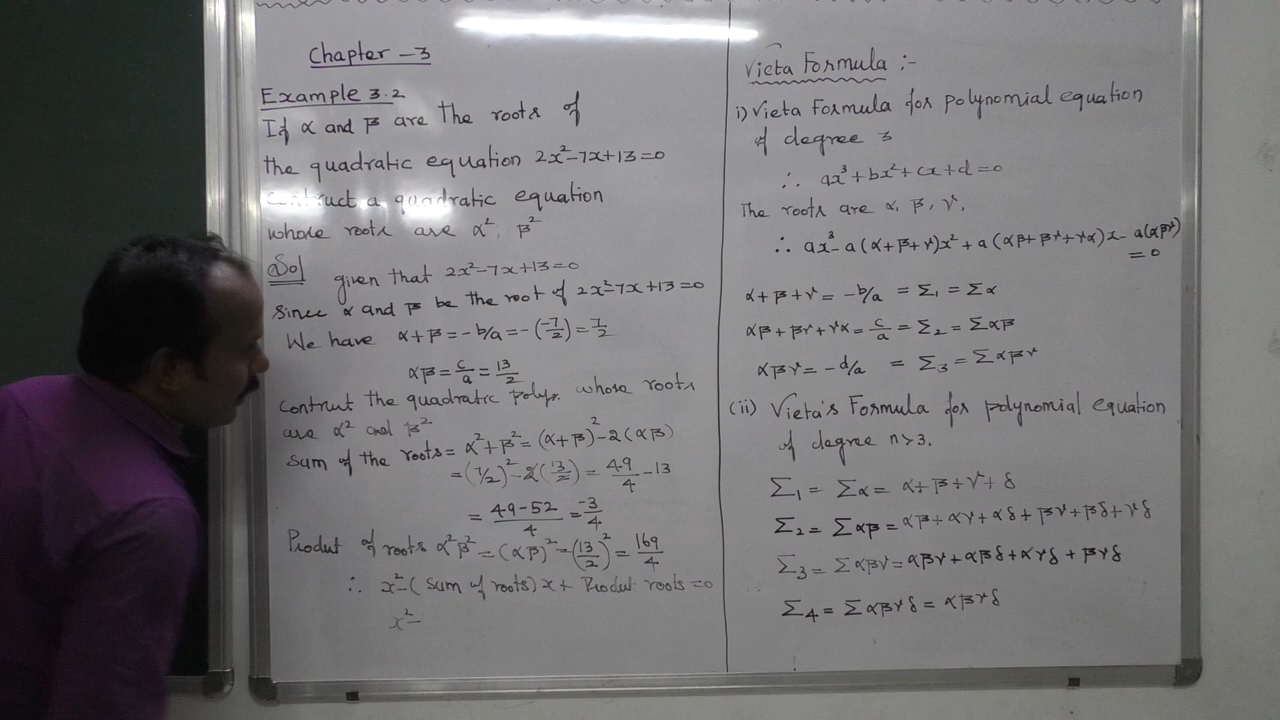 Chapter -3
Example 3.2
If α and β are the roots of
the quadratic equation 2x²-7x+13=0
contruct a quadratic equation
whose roots are α², β²
Sol given that 2x²-7x+13=0
Since α and β be the root of 2x²-7x+13=0
We have α+β = -b/a = -(-7/2) = 7/2
αβ = c/a = 13/2
contruct the quadratic polyn. whose roots
are α² and β²
Sum of the roots = α²+β² = (α+β)²-2(αβ)
= (7/2)²-2(13/2) = 49/4 -13
= 49-52/4 = -3/4
Produt of roots α²β² = (αβ)² = (13/2)² = 169/4
∴ x²-(sum of roots)x+ Produt roots =0
x²-
Vieta Formula :-
i) Vieta Formula for polynomial equation
of degree 3
∴ ax³+bx²+cx+d=0
The roots are α, β, γ.
∴ ax³-a(α+β+γ)x²+a(αβ+βγ+γα)x-a(αβγ)
=0
α+β+γ = -b/a = Σ₁ = Σα
αβ+βγ+γα = c/a = Σ₂ = Σαβ
αβγ = -d/a = Σ₃ = Σαβγ
(ii) Vieta's Formula for polynomial equation
of degree n>3.
Σ₁ = Σα = α+β+γ+δ
Σ₂ = Σαβ = αβ+αγ+αδ+βγ+βδ+γδ
Σ₃ = Σαβγ = αβγ+αβδ+αγδ+βγδ
Σ₄ = Σαβγδ = αβγδ